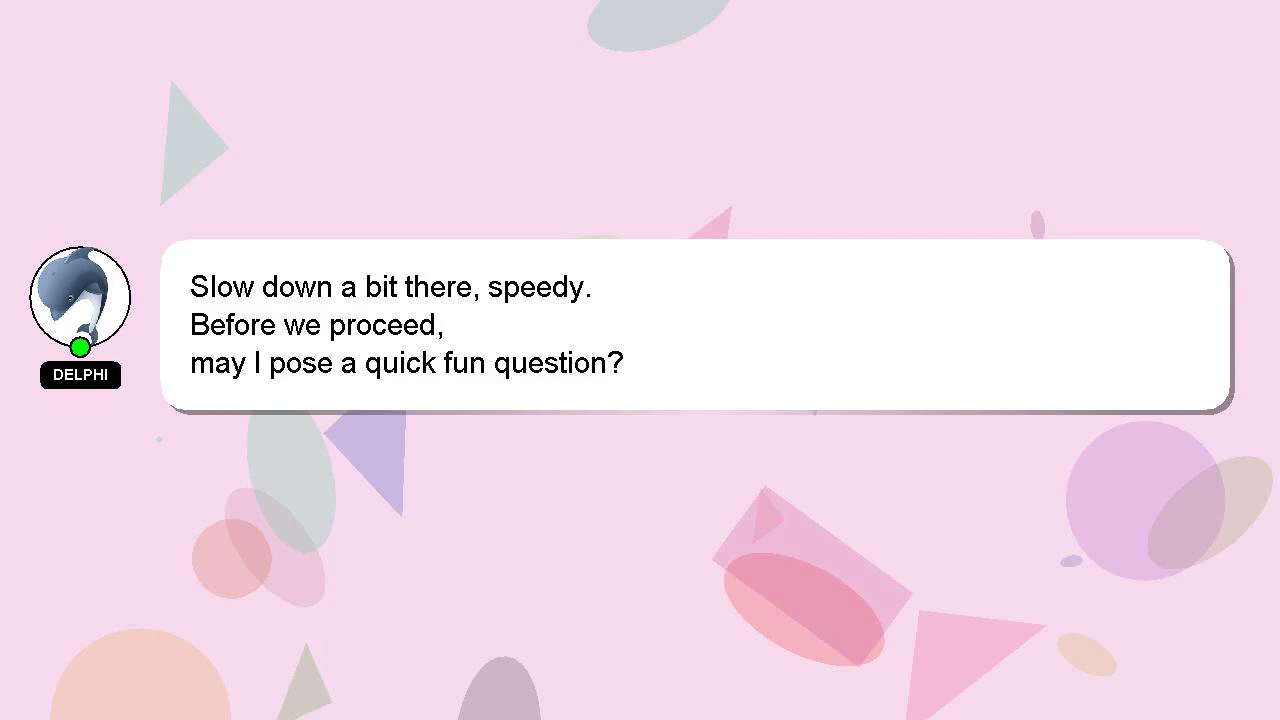 Slow down a bit there, speedy.
Before we proceed,
may I pose a quick fun question?
DELPHI